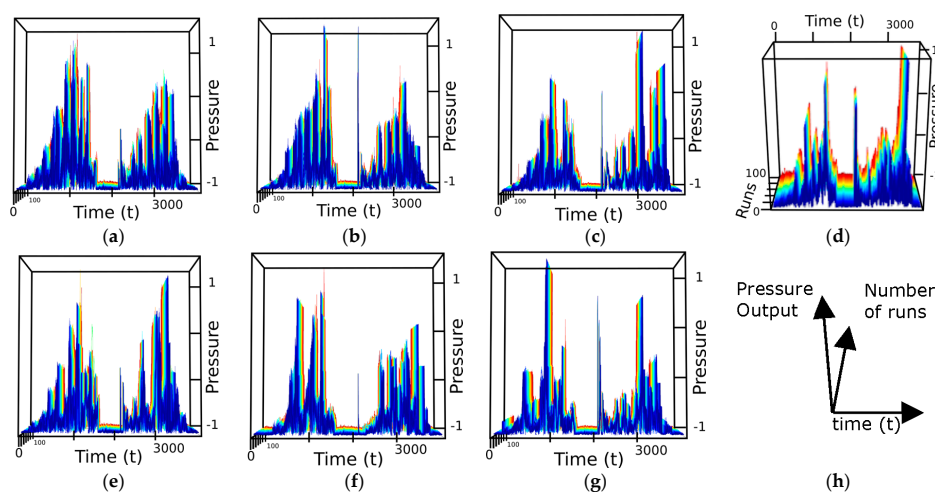 1
Pressure
-1
0
100
Time (t)
3000
(a)
1
Pressure
-1
0
100
Time (t)
3000
(b)
1
Pressure
-1
0
100
Time (t)
3000
(c)
Time (t)
0
3000
Pressure
-1
100
Runs
0
(d)
1
Pressure
-1
0
100
Time (t)
3000
(e)
1
Pressure
-1
0
100
Time (t)
3000
(f)
1
Pressure
-1
0
100
Time (t)
3000
(g)
Pressure
Output
Number
of runs
time (t)
(h)